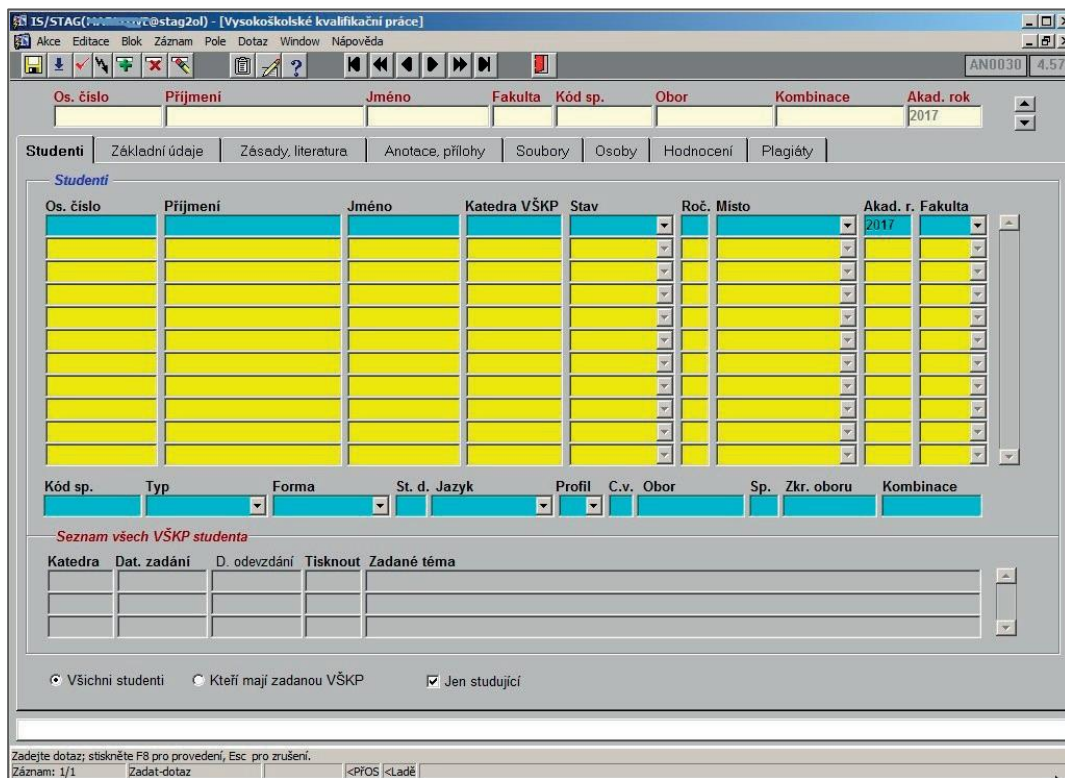 IS/STAG( @stag2ol) - [Vysokoškolské kvalifikační práce]
Akce Editace Blok Záznam Pole Dotaz Window Nápověda
AN0030 4.57
Os. číslo Příjmení Jméno Fakulta Kód sp. Obor Kombinace Akad. rok
2017
Studenti Základní údaje Zásady, literatura Anotace, přílohy Soubory Osoby Hodnocení Plagiáty
Studenti
Os. číslo Příjmení Jméno Katedra VŠKP Stav Roč. Místo Akad. r. Fakulta
2017
Kód sp. Typ Forma St. d. Jazyk Profil C.v. Obor Sp. Zkr. oboru Kombinace
Seznam všech VŠKP studenta
Katedra Dat. zadání D. odevzdání Tisknout Zadané téma
Všichni studenti Kteří mají zadanou VŠKP Jen studující
Zadejte dotaz; stiskněte F8 pro provedení, Esc pro zrušení.
Záznam: 1/1 Zadat-dotaz <PřOS <Ladě